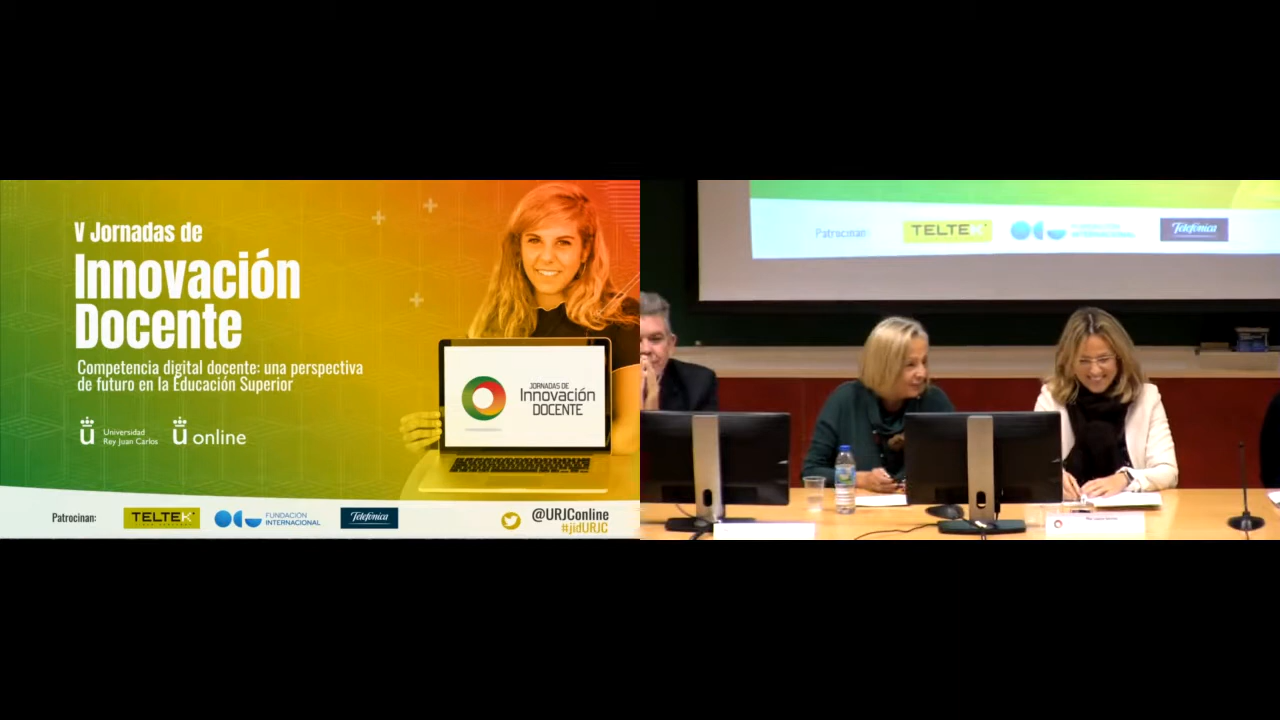 V Jornadas de
Innovación
Docente
Competencia digital docente: una perspectiva
de futuro en la Educación Superior
Universidad
Rey Juan Carlos
ü online
JORNADAS DE
Innovación
DOCENTE
Patrocinan:
TELTEK
FUNDACIÓN
INTERNACIONAL
Telefónica
@URJConline
#jidURJC
Patrocinan:
TELTEK
Telefónica